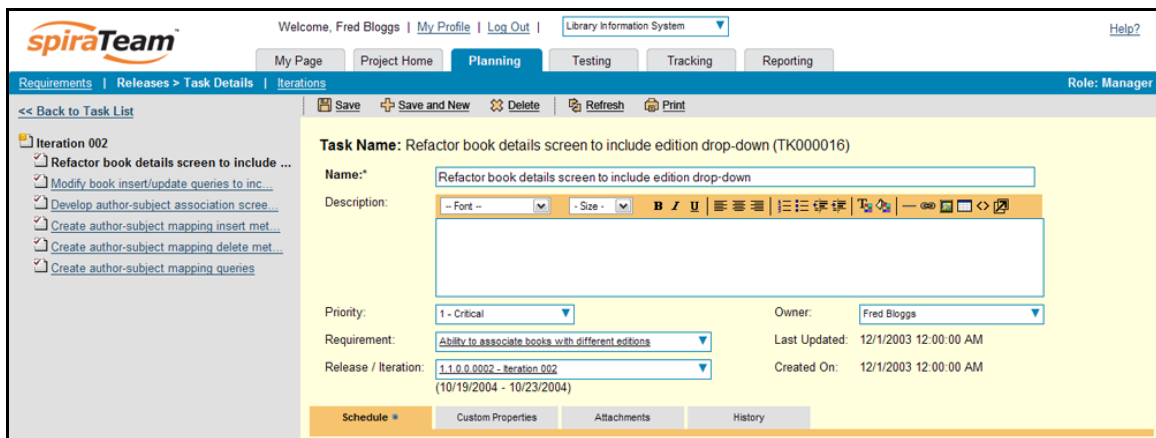 spiraTeam™
Welcome, Fred Bloggs | My Profile | Log Out | Library Information System Help?
My Page Project Home Planning Testing Tracking Reporting
Requirements | Releases > Task Details | Iterations Role: Manager
<< Back to Task List
Save Save and New Delete Refresh Print
Iteration 002
Refactor book details screen to include ...
Modify book insert/update queries to inc...
Develop author-subject association scree...
Create author-subject mapping insert met...
Create author-subject mapping delete met...
Create author-subject mapping queries
Task Name: Refactor book details screen to include edition drop-down (TK000016)
Name:* Refactor book details screen to include edition drop-down
Description: -- Font -- - Size - B I U
Priority: 1 - Critical Owner: Fred Bloggs
Requirement: Ability to associate books with different editions Last Updated: 12/1/2003 12:00:00 AM
Release / Iteration: 1.1.0.0.0002 - Iteration 002 Created On: 12/1/2003 12:00:00 AM
(10/19/2004 - 10/23/2004)
Schedule Custom Properties Attachments History